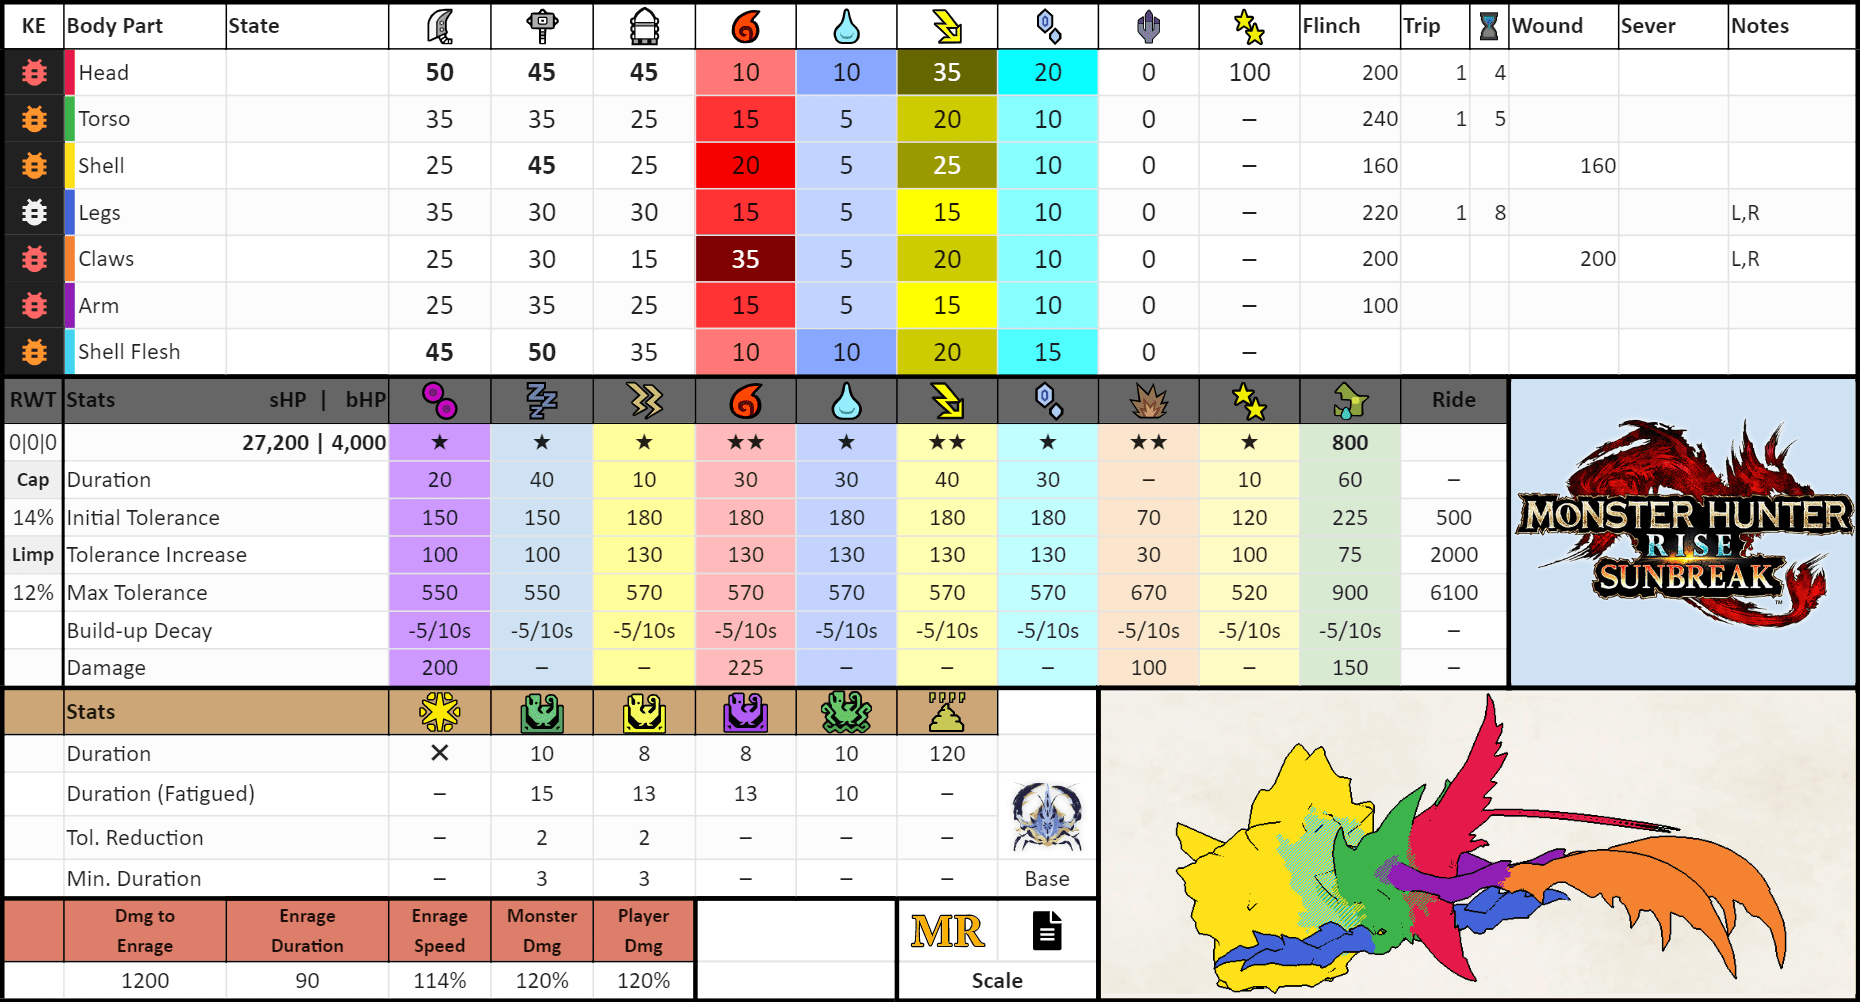 KE Body Part State Flinch Trip Wound Sever Notes
Head 50 45 45 10 10 35 20 0 100 200 1 4
Torso 35 35 25 15 5 20 10 0 – 240 1 5
Shell 25 45 25 20 5 25 10 0 – 160 160
Legs 35 30 30 15 5 15 10 0 – 220 1 8 L,R
Claws 25 30 15 35 5 20 10 0 – 200 200 L,R
Arm 25 35 25 15 5 15 10 0 – 100
Shell Flesh 45 50 35 10 10 20 15 0 –
RWT Stats sHP | bHP Ride
0|0|0 27,200 | 4,000 ★ ★ ★ ★★ ★ ★★ ★ ★★ ★ 800
Cap Duration 20 40 10 30 30 40 30 – 10 60 –
14% Initial Tolerance 150 150 180 180 180 180 180 70 120 225 500
Limp Tolerance Increase 100 100 130 130 130 130 130 30 100 75 2000
12% Max Tolerance 550 550 570 570 570 570 570 670 520 900 6100
Build-up Decay -5/10s -5/10s -5/10s -5/10s -5/10s -5/10s -5/10s -5/10s -5/10s -5/10s –
Damage 200 – – 225 – – – 100 – 150 –
MONSTER HUNTER
RISE
SUNBREAK™
Stats
Duration ✕ 10 8 8 10 120
Duration (Fatigued) – 15 13 13 10 –
Tol. Reduction – 2 2 – – –
Min. Duration – 3 3 – – – Base
Dmg to Enrage Enrage Monster Player
Enrage Duration Speed Dmg Dmg
MR
1200 90 114% 120% 120% Scale